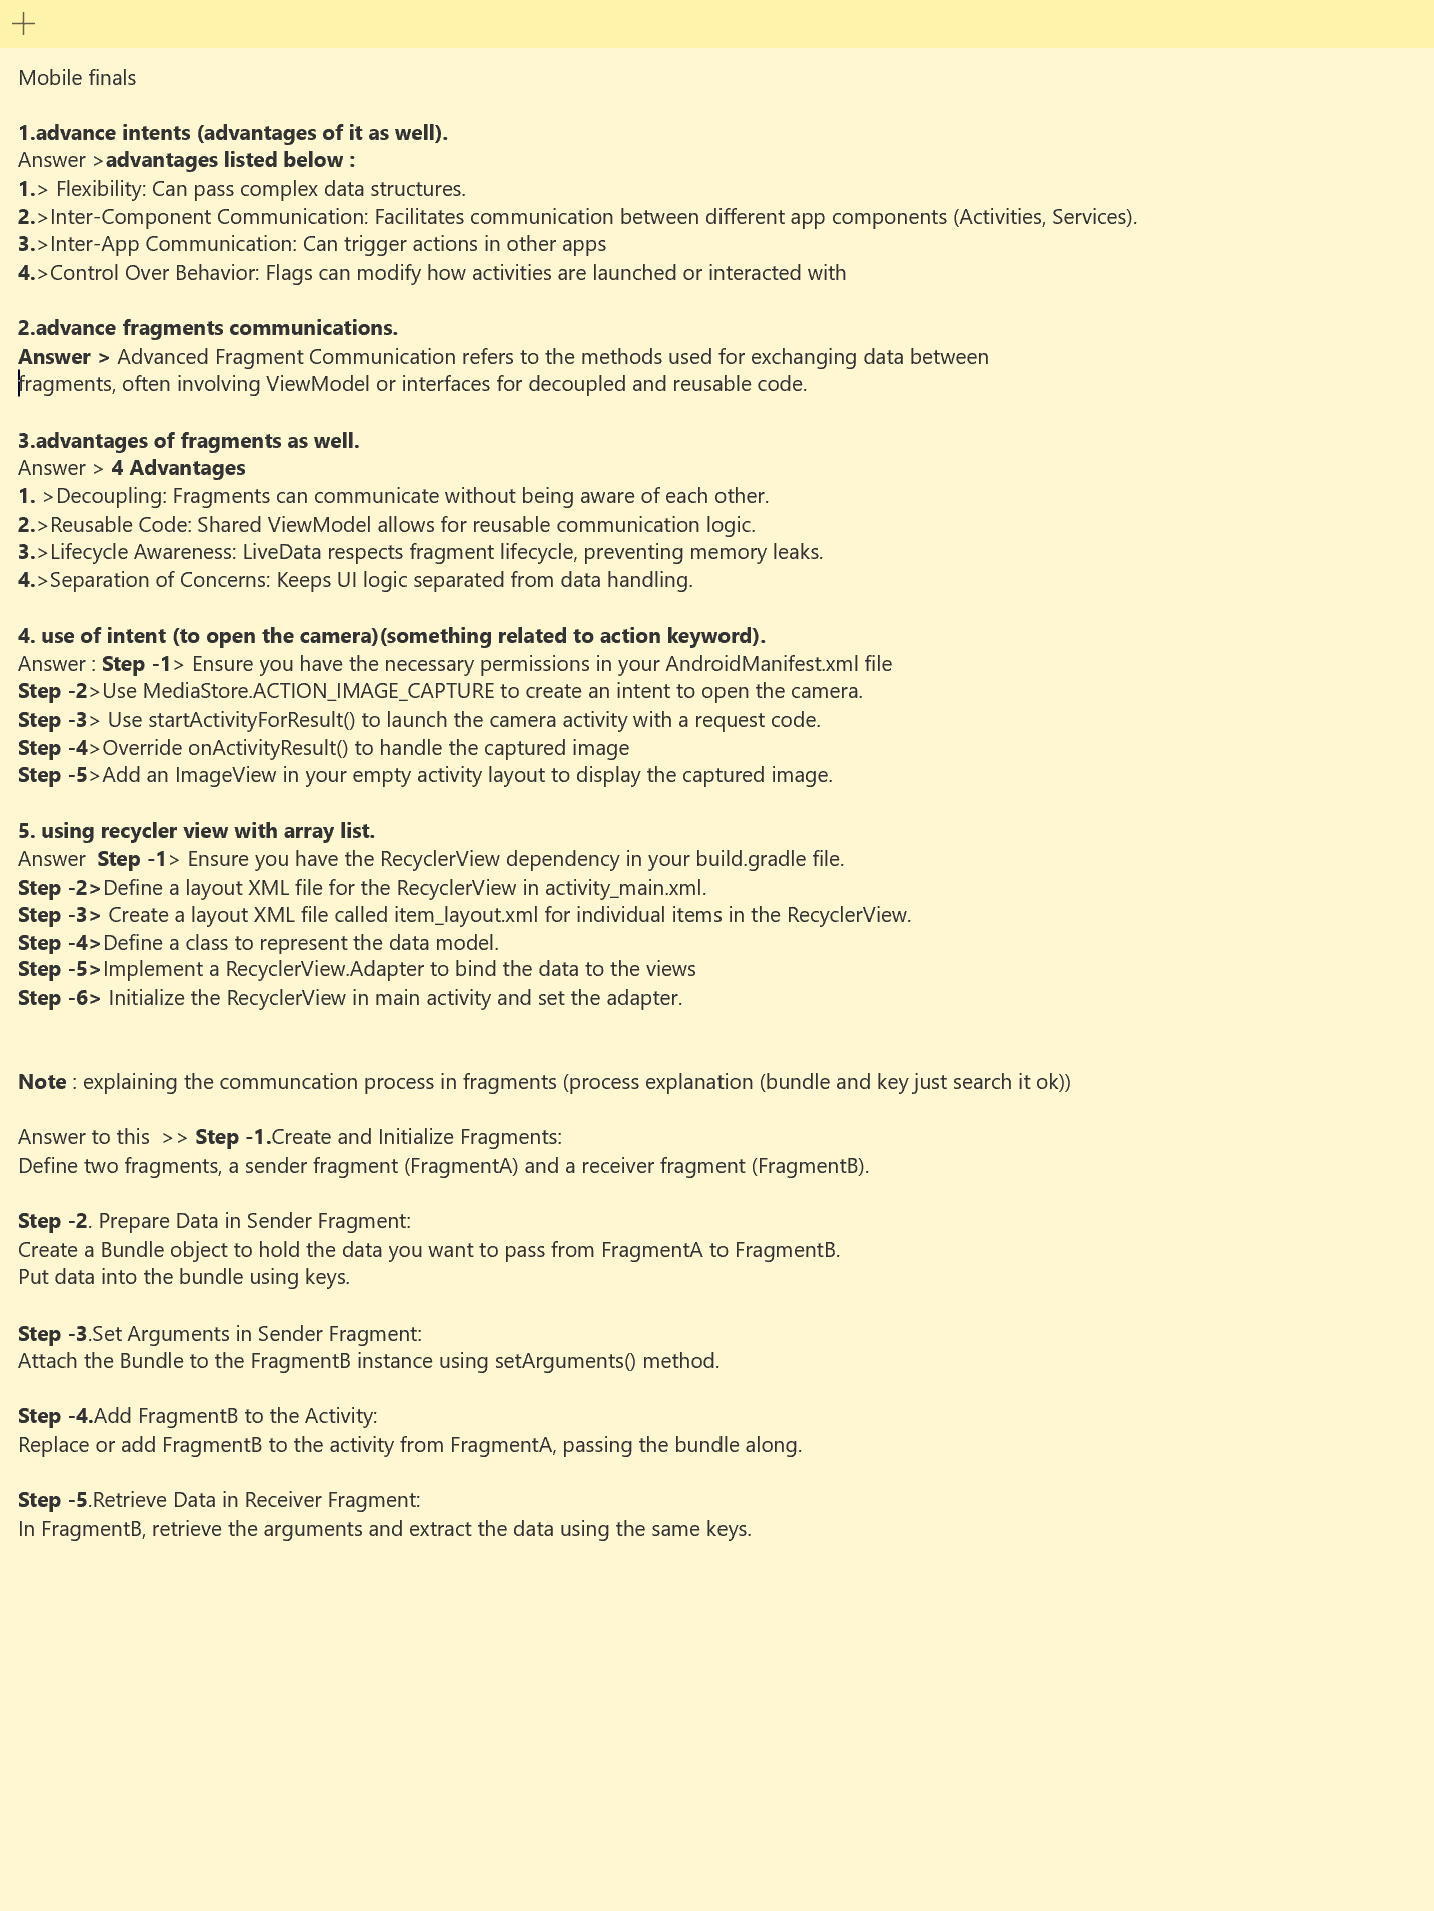 Mobile finals
1.advance intents (advantages of it as well).
Answer >advantages listed below :
1.> Flexibility: Can pass complex data structures.
2.>Inter-Component Communication: Facilitates communication between different app components (Activities, Services).
3.>Inter-App Communication: Can trigger actions in other apps
4.>Control Over Behavior: Flags can modify how activities are launched or interacted with
2.advance fragments communications.
Answer > Advanced Fragment Communication refers to the methods used for exchanging data between
fragments, often involving ViewModel or interfaces for decoupled and reusable code.
3.advantages of fragments as well.
Answer > 4 Advantages
1. >Decoupling: Fragments can communicate without being aware of each other.
2.>Reusable Code: Shared ViewModel allows for reusable communication logic.
3.>Lifecycle Awareness: LiveData respects fragment lifecycle, preventing memory leaks.
4.>Separation of Concerns: Keeps UI logic separated from data handling.
4. use of intent (to open the camera)(something related to action keyword).
Answer : Step -1> Ensure you have the necessary permissions in your AndroidManifest.xml file
Step -2>Use MediaStore.ACTION_IMAGE_CAPTURE to create an intent to open the camera.
Step -3> Use startActivityForResult() to launch the camera activity with a request code.
Step -4>Override onActivityResult() to handle the captured image
Step -5>Add an ImageView in your empty activity layout to display the captured image.
5. using recycler view with array list.
Answer  Step -1> Ensure you have the RecyclerView dependency in your build.gradle file.
Step -2>Define a layout XML file for the RecyclerView in activity_main.xml.
Step -3> Create a layout XML file called item_layout.xml for individual items in the RecyclerView.
Step -4>Define a class to represent the data model.
Step -5>Implement a RecyclerView.Adapter to bind the data to the views
Step -6> Initialize the RecyclerView in main activity and set the adapter.
Note : explaining the communcation process in fragments (process explanation (bundle and key just search it ok))
Answer to this  >> Step -1.Create and Initialize Fragments:
Define two fragments, a sender fragment (FragmentA) and a receiver fragment (FragmentB).
Step -2. Prepare Data in Sender Fragment:
Create a Bundle object to hold the data you want to pass from FragmentA to FragmentB.
Put data into the bundle using keys.
Step -3.Set Arguments in Sender Fragment:
Attach the Bundle to the FragmentB instance using setArguments() method.
Step -4.Add FragmentB to the Activity:
Replace or add FragmentB to the activity from FragmentA, passing the bundle along.
Step -5.Retrieve Data in Receiver Fragment:
In FragmentB, retrieve the arguments and extract the data using the same keys.